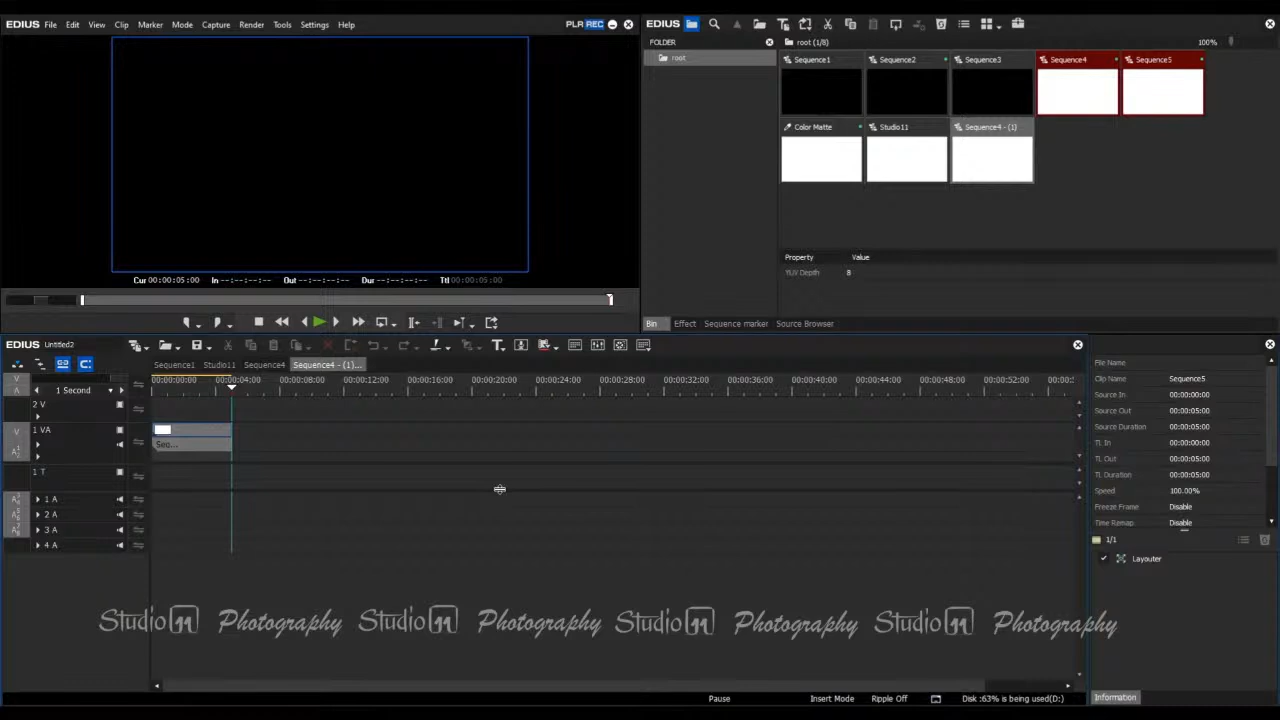 EDIUS File Edit View Clip Marker Mode Capture Render Tools Settings Help PLR REC
Cur 00:00:05:00 In --:--:--:-- Out --:--:--:-- Dur --:--:--:-- Ttl 00:00:05:00
EDIUS
FOLDER
root
root (1/8) 100%
Sequence1 Sequence2 Sequence3 Sequence4 Sequence5
Color Matte Studio11 Sequence4 - (1)
Property Value
YUV Depth 8
Bin Effect Sequence marker Source Browser
EDIUS Untitled2
Sequence1 Studio11 Sequence4 Sequence4 - (1)...
V
A
1 Second
00:00:00:00 00:00:04:00 00:00:08:00 00:00:12:00 00:00:16:00 00:00:20:00 00:00:24:00 00:00:28:00 00:00:32:00 00:00:36:00 00:00:40:00 00:00:44:00 00:00:48:00 00:00:52:00 00:00:5
2 V
V 1 VA
Seq...
1 T
1 A
2 A
3 A
4 A
File Name
Clip Name Sequence5
Source In 00:00:00:00
Source Out 00:00:05:00
Source Duration 00:00:05:00
TL In 00:00:00:00
TL Out 00:00:05:00
TL Duration 00:00:05:00
Speed 100.00%
Freeze Frame Disable
Time Remap Disable
1/1
Layouter
Information
Studio11 Photography Studio11 Photography Studio11 Photography Studio11 Photography
Pause Insert Mode Ripple Off Disk :63% is being used(D:)